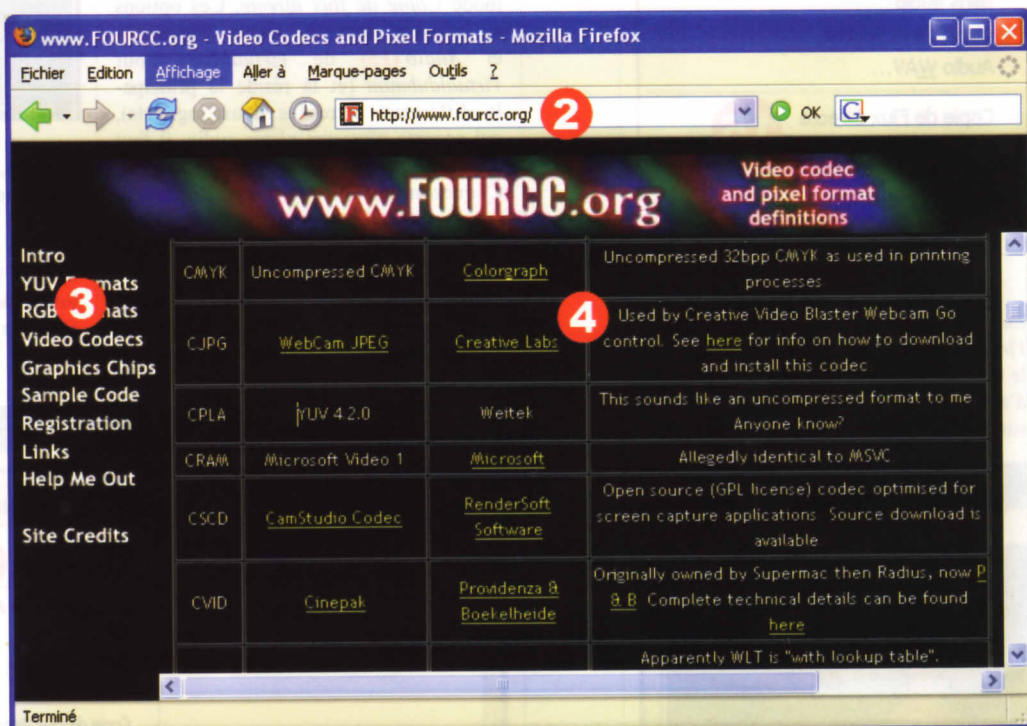 www.FOURCC.org - Video Codecs and Pixel Formats - Mozilla Firefox
Fichier Edition Affichage Aller à Marque-pages Outils ?
http://www.fourcc.org/ 2 OK G
www.FOURCC.org
Video codec
and pixel format
definitions
Intro
YUV
3
RGB
Video Codecs
Graphics Chips
Sample Code
Registration
Links
Help Me Out
Site Credits
CMYK Uncompressed CMYK Colorgraph Uncompressed 32bpp CMYK as used in printing
processes
4
CJPG WebCam JPEG Creative Labs Used by Creative Video Blaster Webcam Go
control. See here for info on how to download
and install this codec
CPLA YUV 4.2.0 Weitek This sounds like an uncompressed format to me
Anyone know?
CRAM Microsoft Video 1 Microsoft Allegedly identical to MSVC
CSCD CamStudio Codec RenderSoft
Software
Open source (GPL license) codec optimised for
screen capture applications Source download is
available
CVID Cinepak Providenza &
Boekelheide
Originally owned by Supermac then Radius, now P
& B Complete technical details can be found
here
Apparently WLT is "with lookup table".
Terminé
Audio WAV...